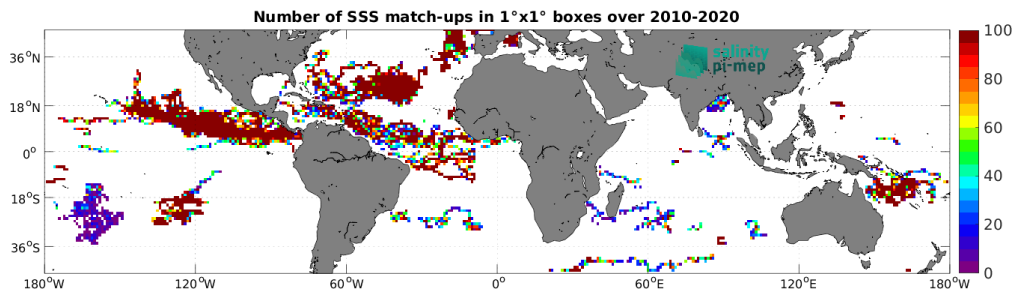 Number of SSS match-ups in 1°x1° boxes over 2010-2020
salinity
pi-mep
36°N
18°N
0°
18°S
36°S
180°W
120°W
60°W
0°
60°E
120°E
180°W
100
80
60
40
20
0